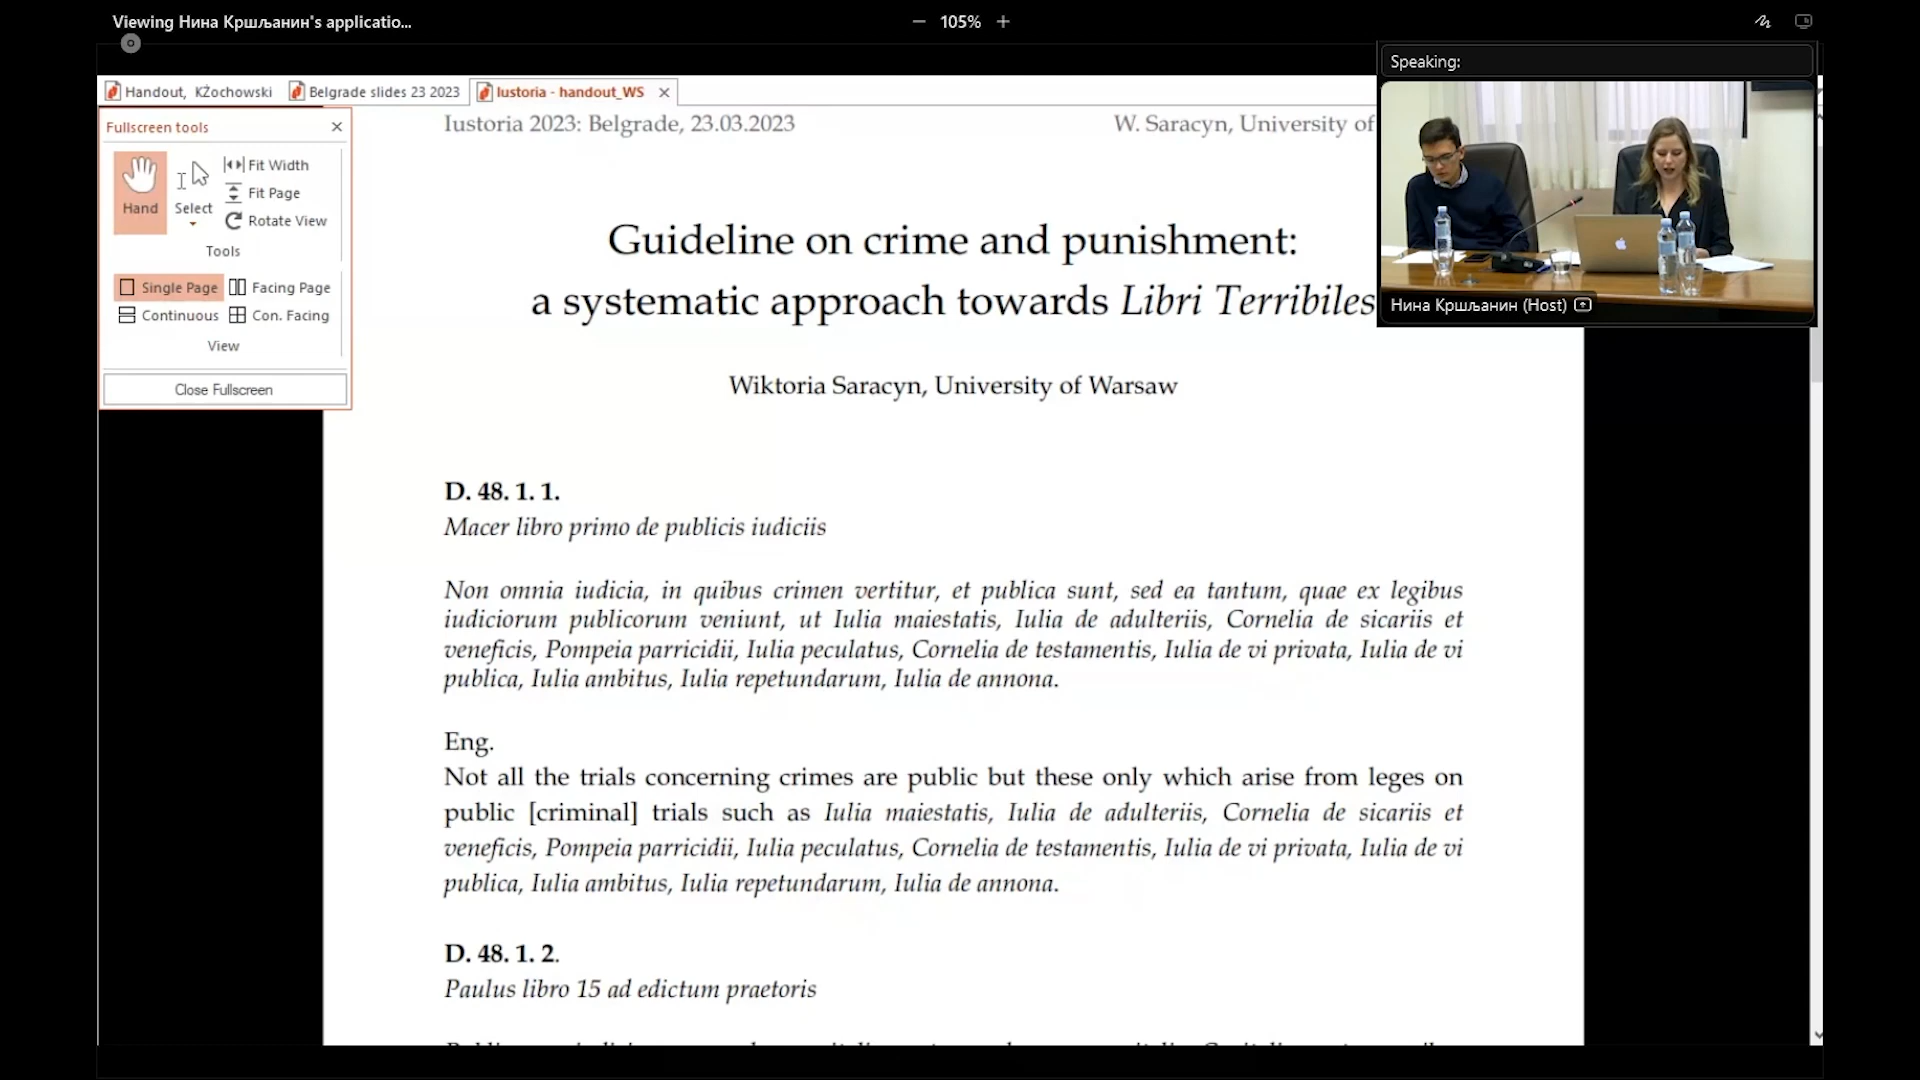 Viewing Нина Кршљанин's applicatio...
105%
Speaking:
Handout, KŻochowski
Belgrade slides 23 2023
Iustoria - handout_WS
Fullscreen tools
Hand
Select
Fit Width
Fit Page
Rotate View
Tools
Single Page
Facing Page
Continuous
Con. Facing
View
Close Fullscreen
Нина Кршљанин (Host)
Iustoria 2023: Belgrade, 23.03.2023
W. Saracyn, University of
Guideline on crime and punishment:
a systematic approach towards Libri Terribiles
Wiktoria Saracyn, University of Warsaw
D. 48. 1. 1.
Macer libro primo de publicis iudiciis
Non omnia iudicia, in quibus crimen vertitur, et publica sunt, sed ea tantum, quae ex legibus
iudiciorum publicorum veniunt, ut Iulia maiestatis, Iulia de adulteriis, Cornelia de sicariis et
veneficis, Pompeia parricidii, Iulia peculatus, Cornelia de testamentis, Iulia de vi privata, Iulia de vi
publica, Iulia ambitus, Iulia repetundarum, Iulia de annona.
Eng.
Not all the trials concerning crimes are public but these only which arise from leges on
public [criminal] trials such as Iulia maiestatis, Iulia de adulteriis, Cornelia de sicariis et
veneficis, Pompeia parricidii, Iulia peculatus, Cornelia de testamentis, Iulia de vi privata, Iulia de vi
publica, Iulia ambitus, Iulia repetundarum, Iulia de annona.
D. 48. 1. 2.
Paulus libro 15 ad edictum praetoris